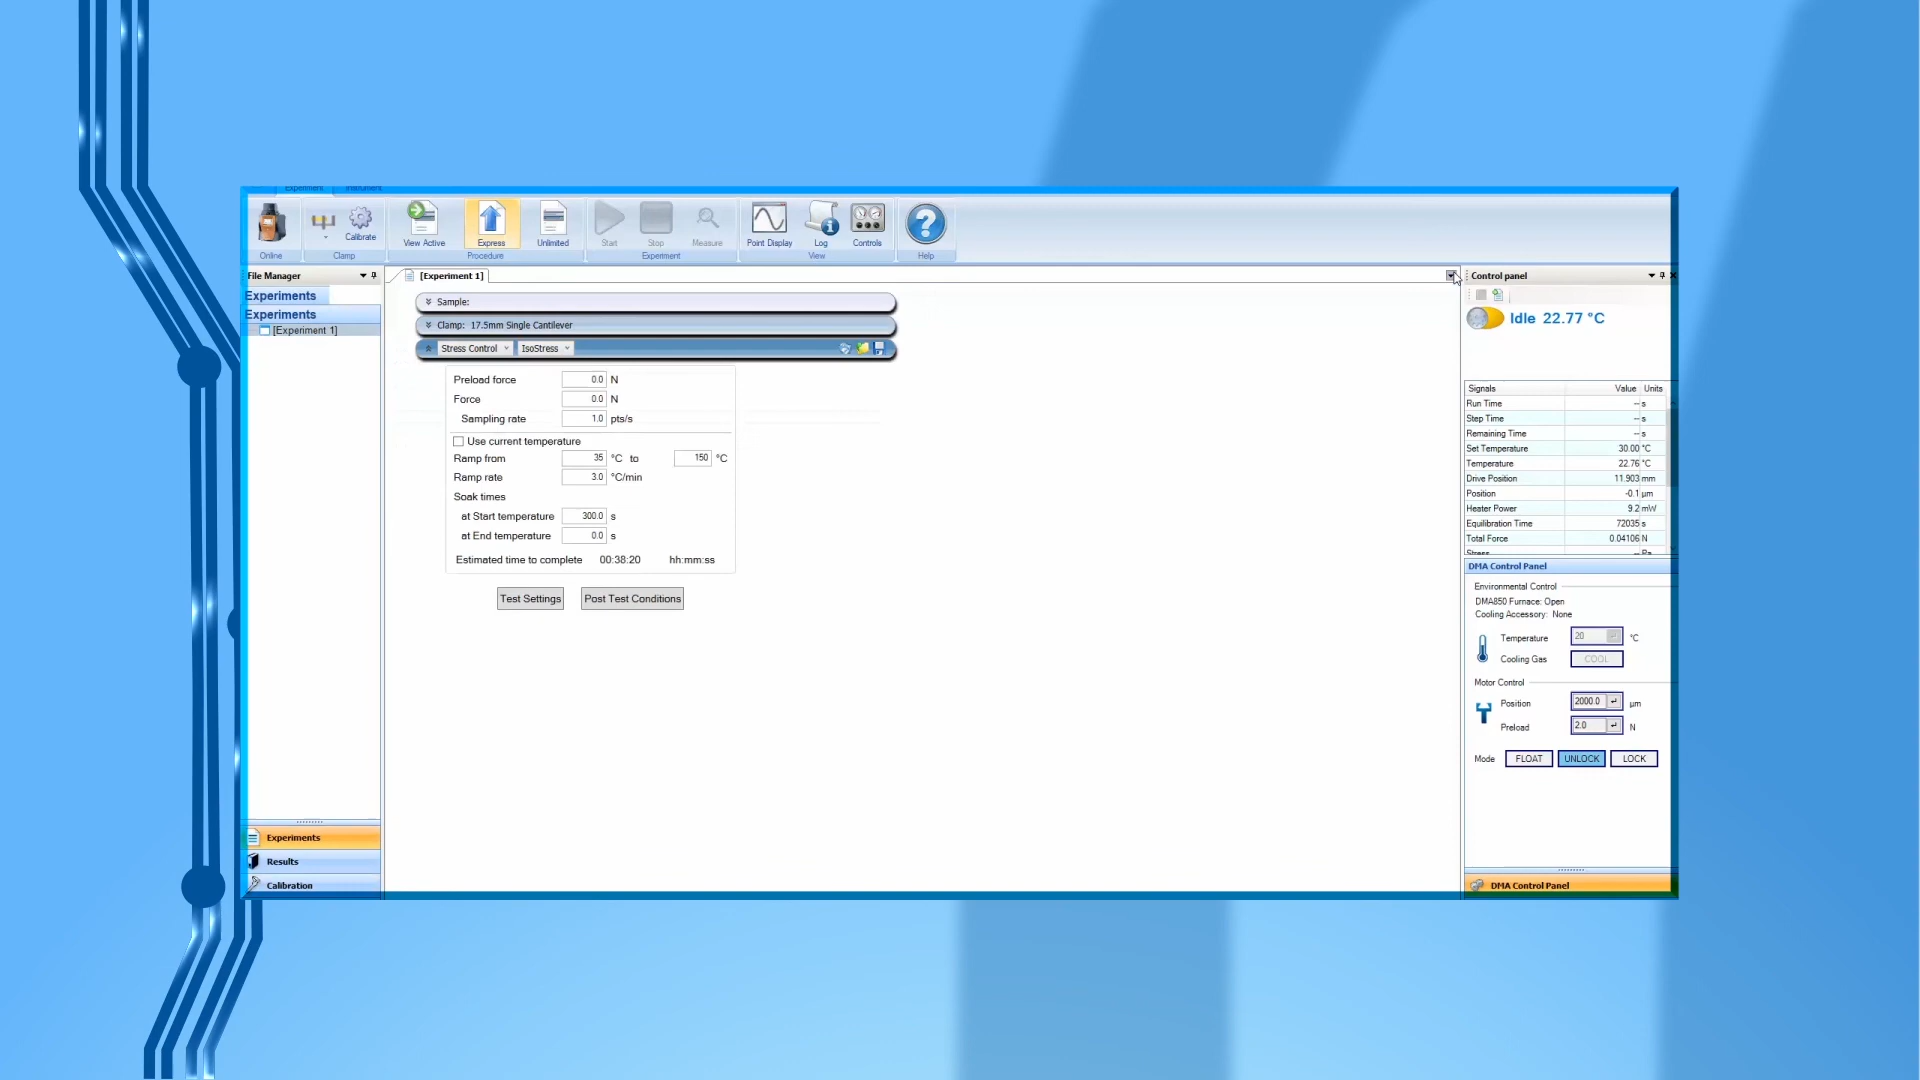 Experiment Instrument
Calibrate
View Active
Express
Unlimited
Start
Stop
Measure
Point Display
Log
Controls
Online
Clamp
Procedure
Experiment
View
Help
File Manager
Experiments
Experiments
[Experiment 1]
[Experiment 1]
Sample:
Clamp: 17.5mm Single Cantilever
Stress Control IsoStress
Preload force 0.0 N
Force 0.0 N
Sampling rate 1.0 pts/s
Use current temperature
Ramp from 35 °C to 150 °C
Ramp rate 3.0 °C/min
Soak times
at Start temperature 300.0 s
at End temperature 0.0 s
Estimated time to complete 00:38:20 hh:mm:ss
Test Settings Post Test Conditions
Experiments
Results
Calibration
Control panel
Idle 22.77 °C
Signals Value Units
Run Time -- s
Step Time -- s
Remaining Time -- s
Set Temperature 30.00 °C
Temperature 22.76 °C
Drive Position 11.903 mm
Position -0.1 µm
Heater Power 9.2 mW
Equilibration Time 72035 s
Total Force 0.04106 N
Stress -- Pa
DMA Control Panel
Environmental Control
DMA850 Furnace: Open
Cooling Accessory: None
Temperature 20 °C
Cooling Gas COOL
Motor Control
Position 2000.0 µm
Preload 2.0 N
Mode FLOAT UNLOCK LOCK
DMA Control Panel